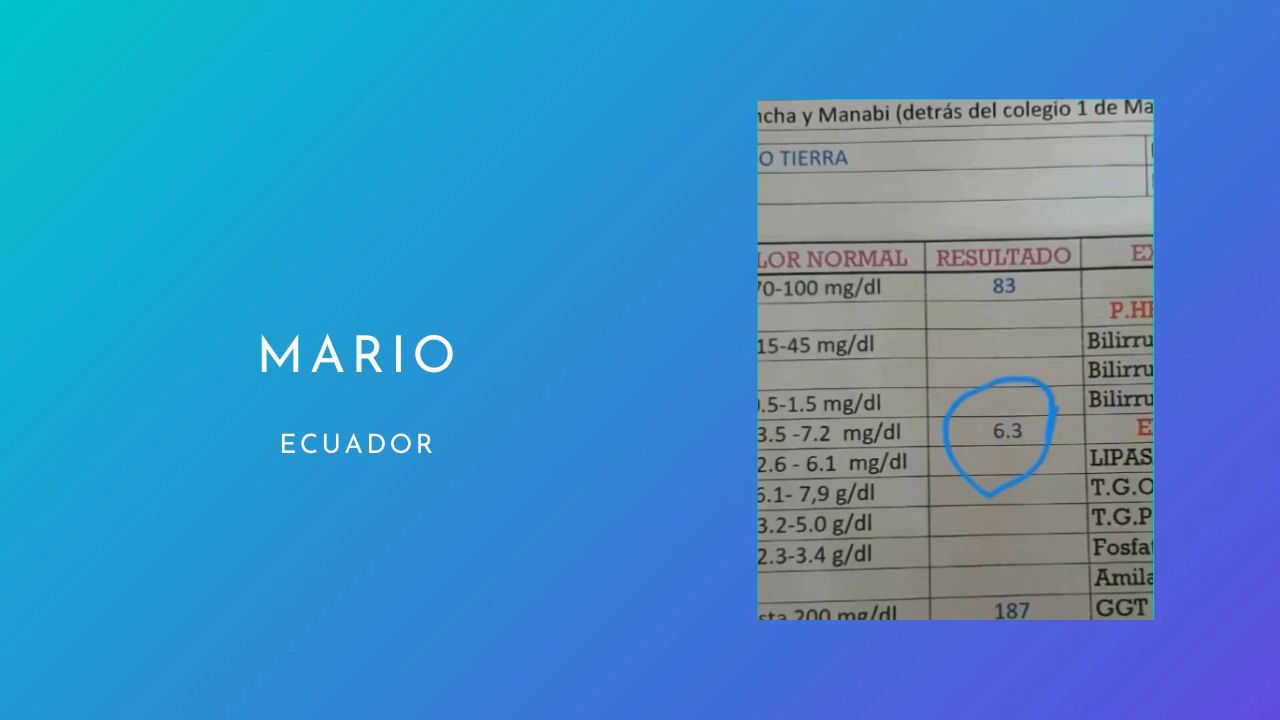 MARIO
ECUADOR
ncha y Manabi (detrás del colegio 1 de Ma
O TIERRA
LOR NORMAL RESULTADO EX
70-100 mg/dl 83
P.HE
15-45 mg/dl Bilirru
Bilirru
0.5-1.5 mg/dl Bilirru
3.5 -7.2 mg/dl 6.3 E
2.6 - 6.1 mg/dl LIPAS
6.1- 7,9 g/dl T.G.O
3.2-5.0 g/dl T.G.P
2.3-3.4 g/dl Fosfat
Amila
sta 200 mg/dl 187 GGT